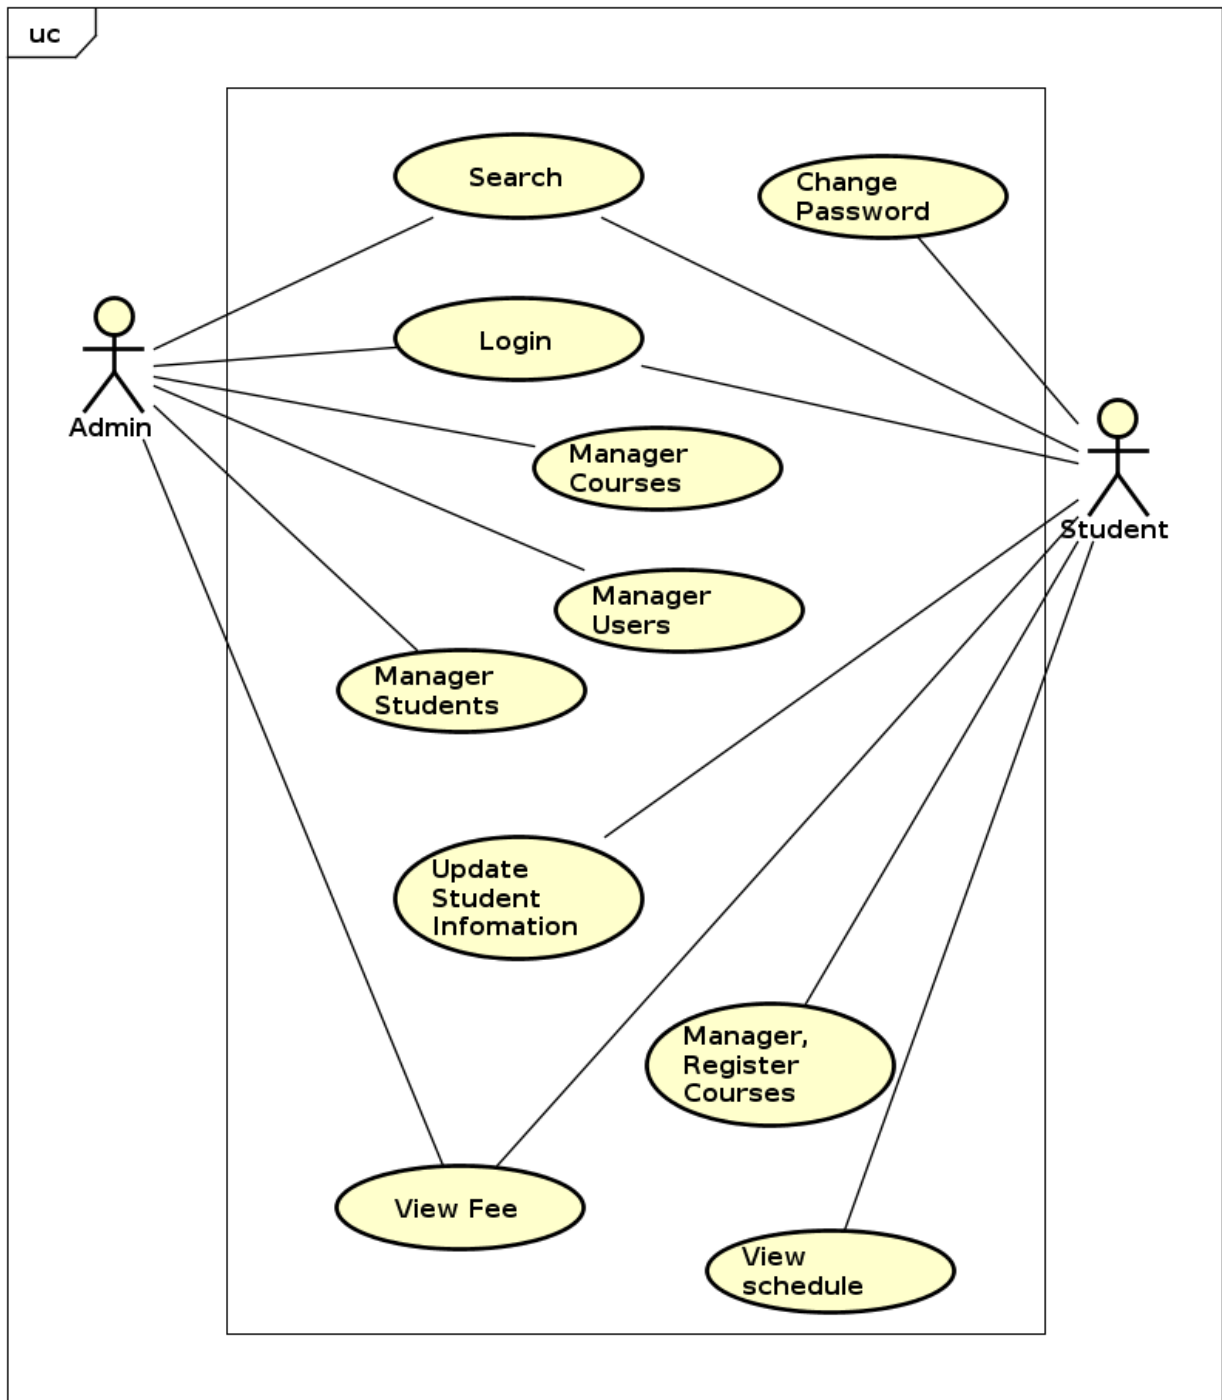 uc
Search
Change
Password
Login
Admin
Manager
Courses
Student
Manager
Users
Manager
Students
Update
Student
Infomation
Manager,
Register
Courses
View Fee
View
schedule